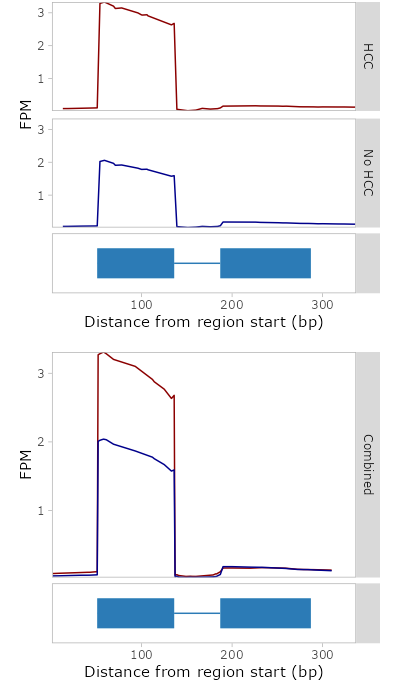 3
2
1
HCC
FPM
3
2
1
No HCC
100 200 300
Distance from region start (bp)
3
2
1
FPM
Combined
100 200 300
Distance from region start (bp)